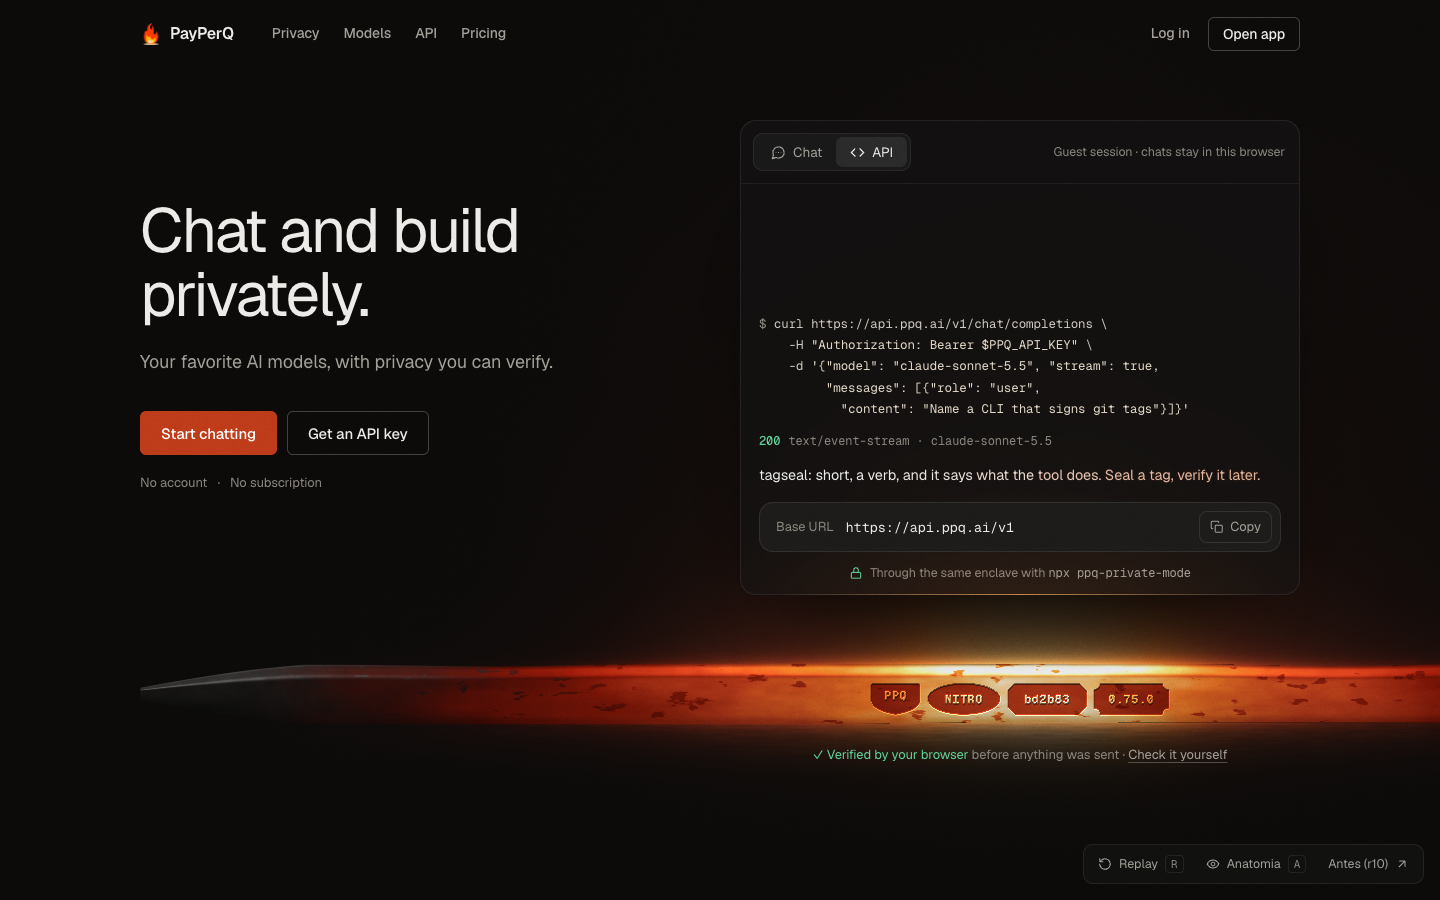 PayPerQ Privacy Models API Pricing Log in Open app
Chat API Guest session · chats stay in this browser
Chat and build
privately.
Your favorite AI models, with privacy you can verify.
Start chatting Get an API key
No account · No subscription
$ curl https://api.ppq.ai/v1/chat/completions \
-H "Authorization: Bearer $PPQ_API_KEY" \
-d '{"model": "claude-sonnet-5.5", "stream": true,
"messages": [{"role": "user",
"content": "Name a CLI that signs git tags"}]}'
200 text/event-stream · claude-sonnet-5.5
tagseal: short, a verb, and it says what the tool does. Seal a tag, verify it later.
Base URL https://api.ppq.ai/v1 Copy
Through the same enclave with npx ppq-private-mode
PPQ NITRO bd2b83 0.75.0
✓ Verified by your browser before anything was sent · Check it yourself
Replay R Anatomia A Antes (r10) ↗